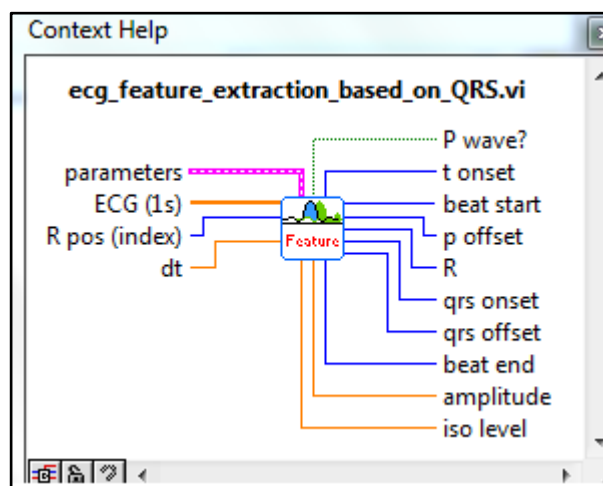 Context Help
ecg_feature_extraction_based_on_QRS.vi
parameters
ECG (1s)
R pos (index)
dt
Feature
P wave?
t onset
beat start
p offset
R
qrs onset
qrs offset
beat end
amplitude
iso level